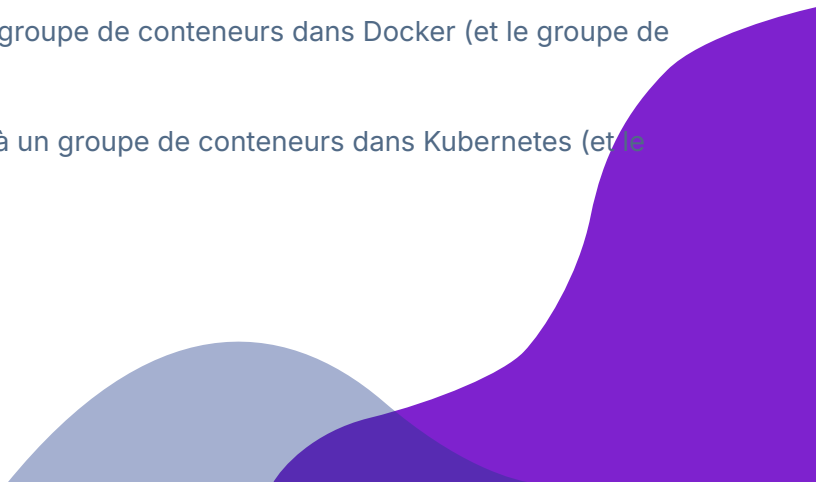 groupe de conteneurs dans Docker (et le groupe de
à un groupe de conteneurs dans Kubernetes (et le